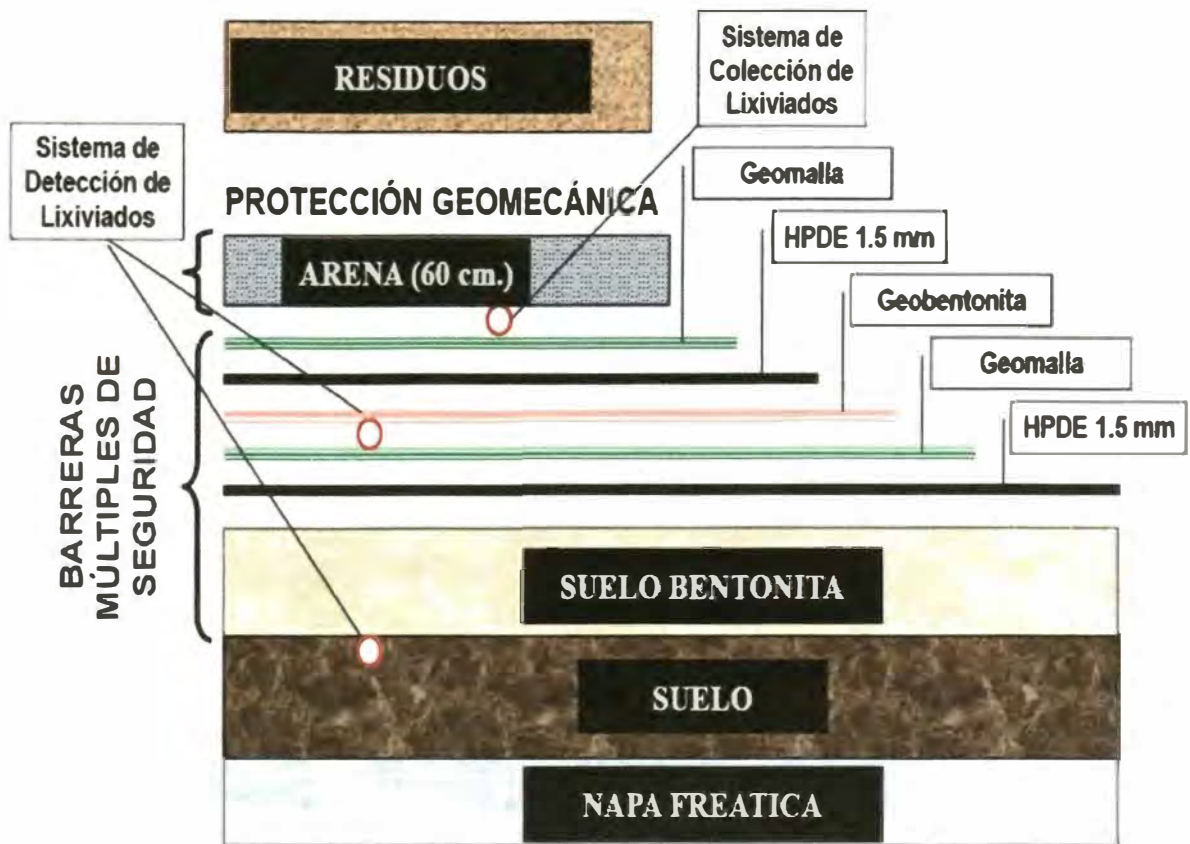 RESIDUOS
Sistema de
Colección de
Lixiviados
Sistema de
Detección de
Lixiviados
PROTECCIÓN GEOMECÁNICA
Geomalla
HPDE 1.5 mm
ARENA (60 cm.)
Geobentonita
Geomalla
HPDE 1.5 mm
BARRERAS
MÚLTIPLES DE
SEGURIDAD
SUELO BENTONITA
SUELO
NAPA FREATICA